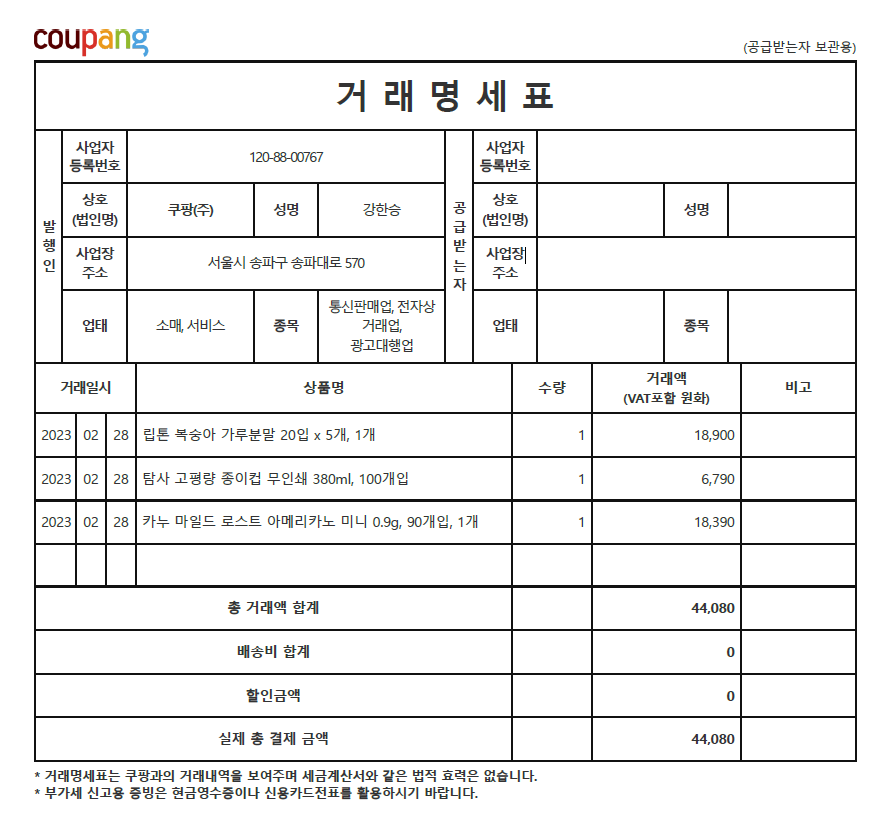 coupang
(공급받는자 보관용)
거 래 명 세 표
발행인
사업자
등록번호
120-88-00767
상호
(법인명)
쿠팡(주)
성명
강한승
사업장
주소
서울시 송파구 송파대로 570
업태
소매, 서비스
종목
통신판매업, 전자상
거래업,
광고대행업
공급받는자
사업자
등록번호
상호
(법인명)
성명
사업장
주소
업태
종목
거래일시 상품명 수량 거래액 비고
(VAT포함 원화)
2023 02 28 립톤 복숭아 가루분말 20입 x 5개, 1개 1 18,900
2023 02 28 탐사 고평량 종이컵 무인쇄 380ml, 100개입 1 6,790
2023 02 28 카누 마일드 로스트 아메리카노 미니 0.9g, 90개입, 1개 1 18,390
총 거래액 합계 44,080
배송비 합계 0
할인금액 0
실제 총 결제 금액 44,080
* 거래명세표는 쿠팡과의 거래내역을 보여주며 세금계산서와 같은 법적 효력은 없습니다.
* 부가세 신고용 증빙은 현금영수증이나 신용카드전표를 활용하시기 바랍니다.